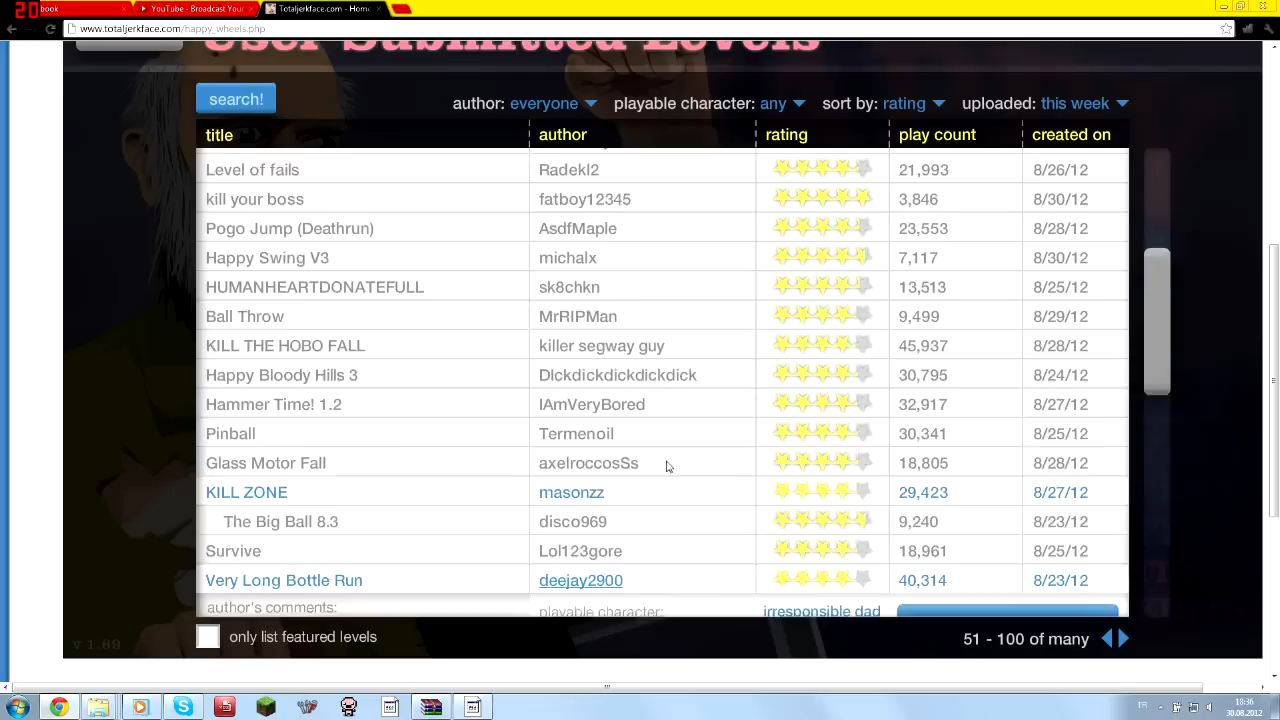 20 book YouTube - Broadcast Your Totaljerkface.com - Hom
www.totaljerkface.com/happy_wheels.php
User Submitted Levels
search! author: everyone playable character: any sort by: rating uploaded: this week
title author rating play count created on
Level of fails Radekl2 21,993 8/26/12
kill your boss fatboy12345 3,846 8/30/12
Pogo Jump (Deathrun) AsdfMaple 23,553 8/28/12
Happy Swing V3 michalx 7,117 8/30/12
HUMANHEARTDONATEFULL sk8chkn 13,513 8/25/12
Ball Throw MrRIPMan 9,499 8/29/12
KILL THE HOBO FALL killer segway guy 45,937 8/28/12
Happy Bloody Hills 3 DIckdickdickdickdick 30,795 8/24/12
Hammer Time! 1.2 IAmVeryBored 32,917 8/27/12
Pinball Termenoil 30,341 8/25/12
Glass Motor Fall axelroccosSs 18,805 8/28/12
KILL ZONE masonzz 29,423 8/27/12
The Big Ball 8.3 disco969 9,240 8/23/12
Survive Lol123gore 18,961 8/25/12
Very Long Bottle Run deejay2900 40,314 8/23/12
author's comments: playable character: irresponsible dad
v 1.69 only list featured levels 51 - 100 of many
TR 18:36
30.08.2012